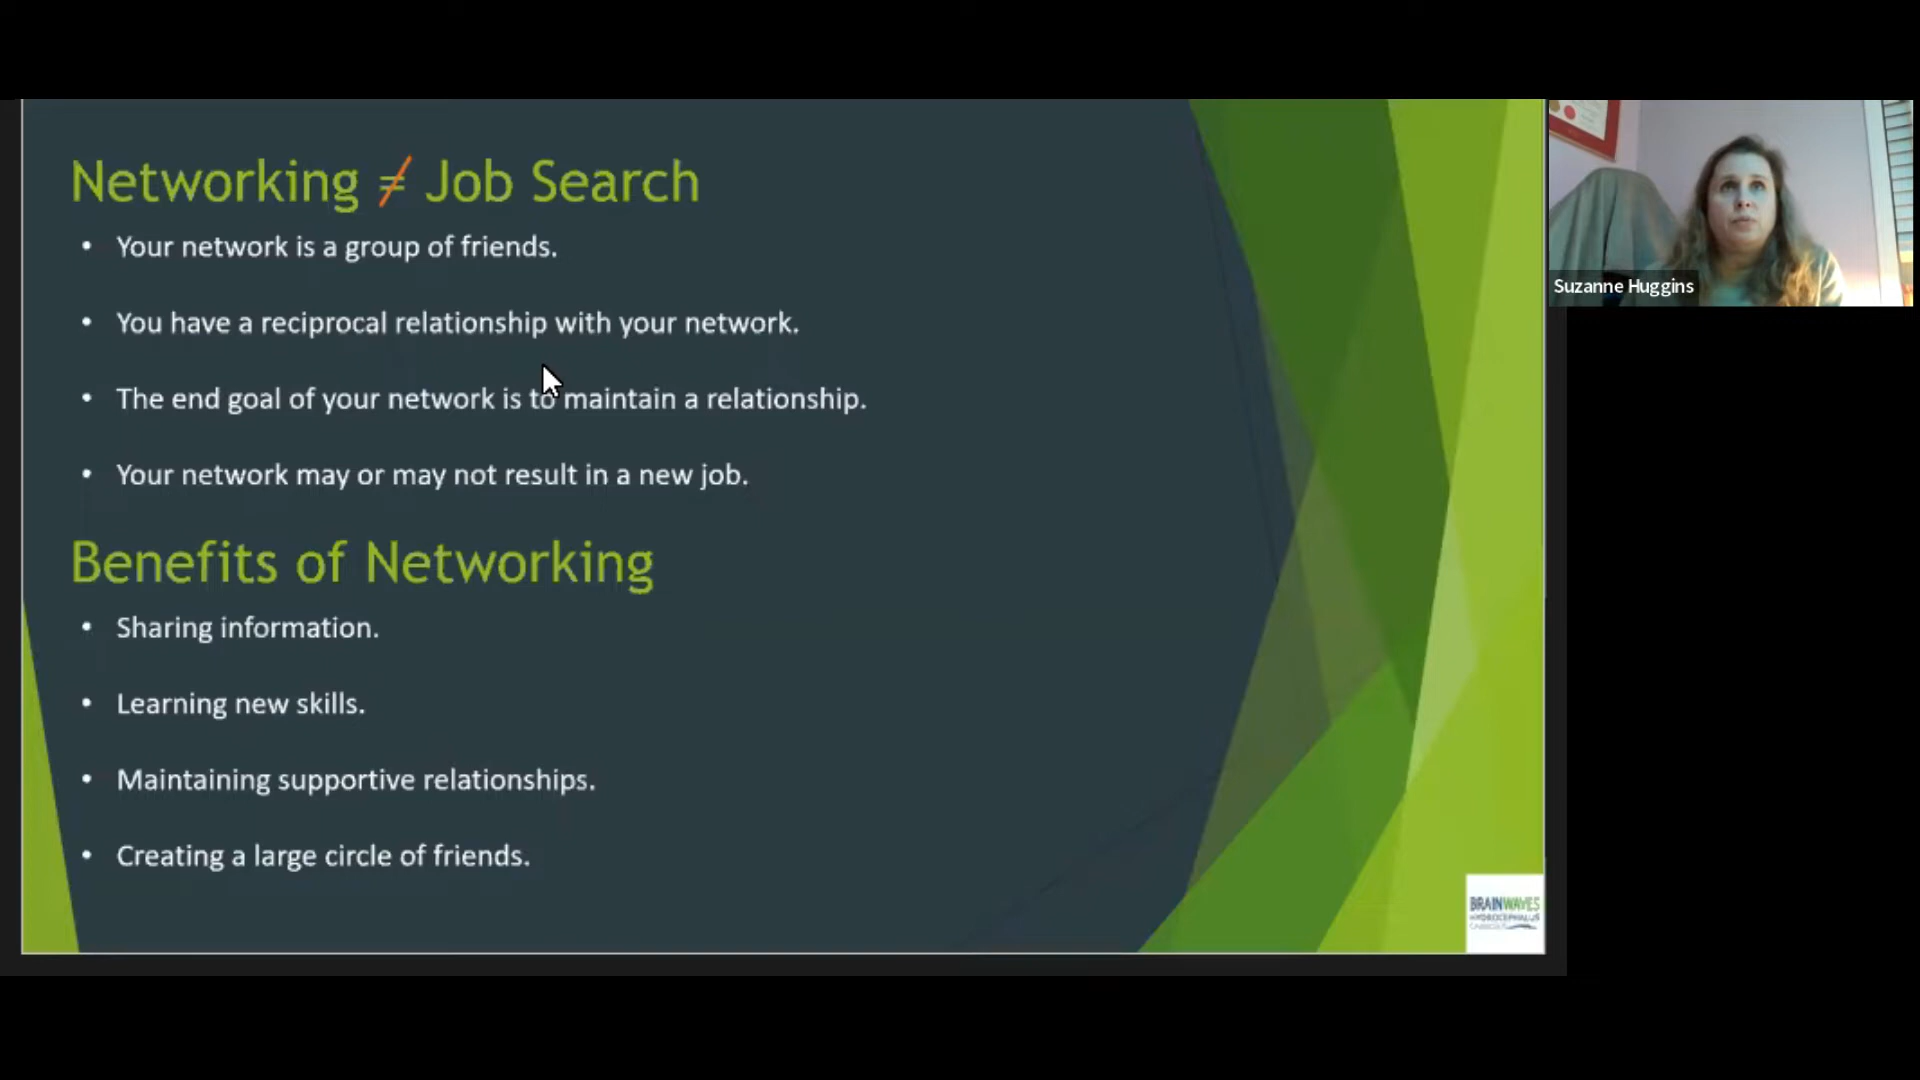 Networking ≠ Job Search
• Your network is a group of friends.
• You have a reciprocal relationship with your network.
• The end goal of your network is to maintain a relationship.
• Your network may or may not result in a new job.
Benefits of Networking
• Sharing information.
• Learning new skills.
• Maintaining supportive relationships.
• Creating a large circle of friends.
Suzanne Huggins
BRAINWAVES
HYDROCEPHALUS